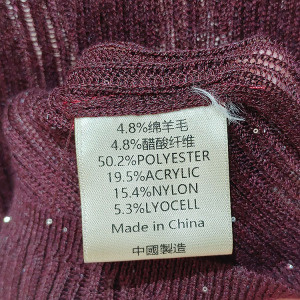 4.8%绵羊毛
4.8%醋酸纤维
50.2%POLYESTER
19.5%ACRYLIC
15.4%NYLON
5.3%LYOCELL
Made in China
中國製造